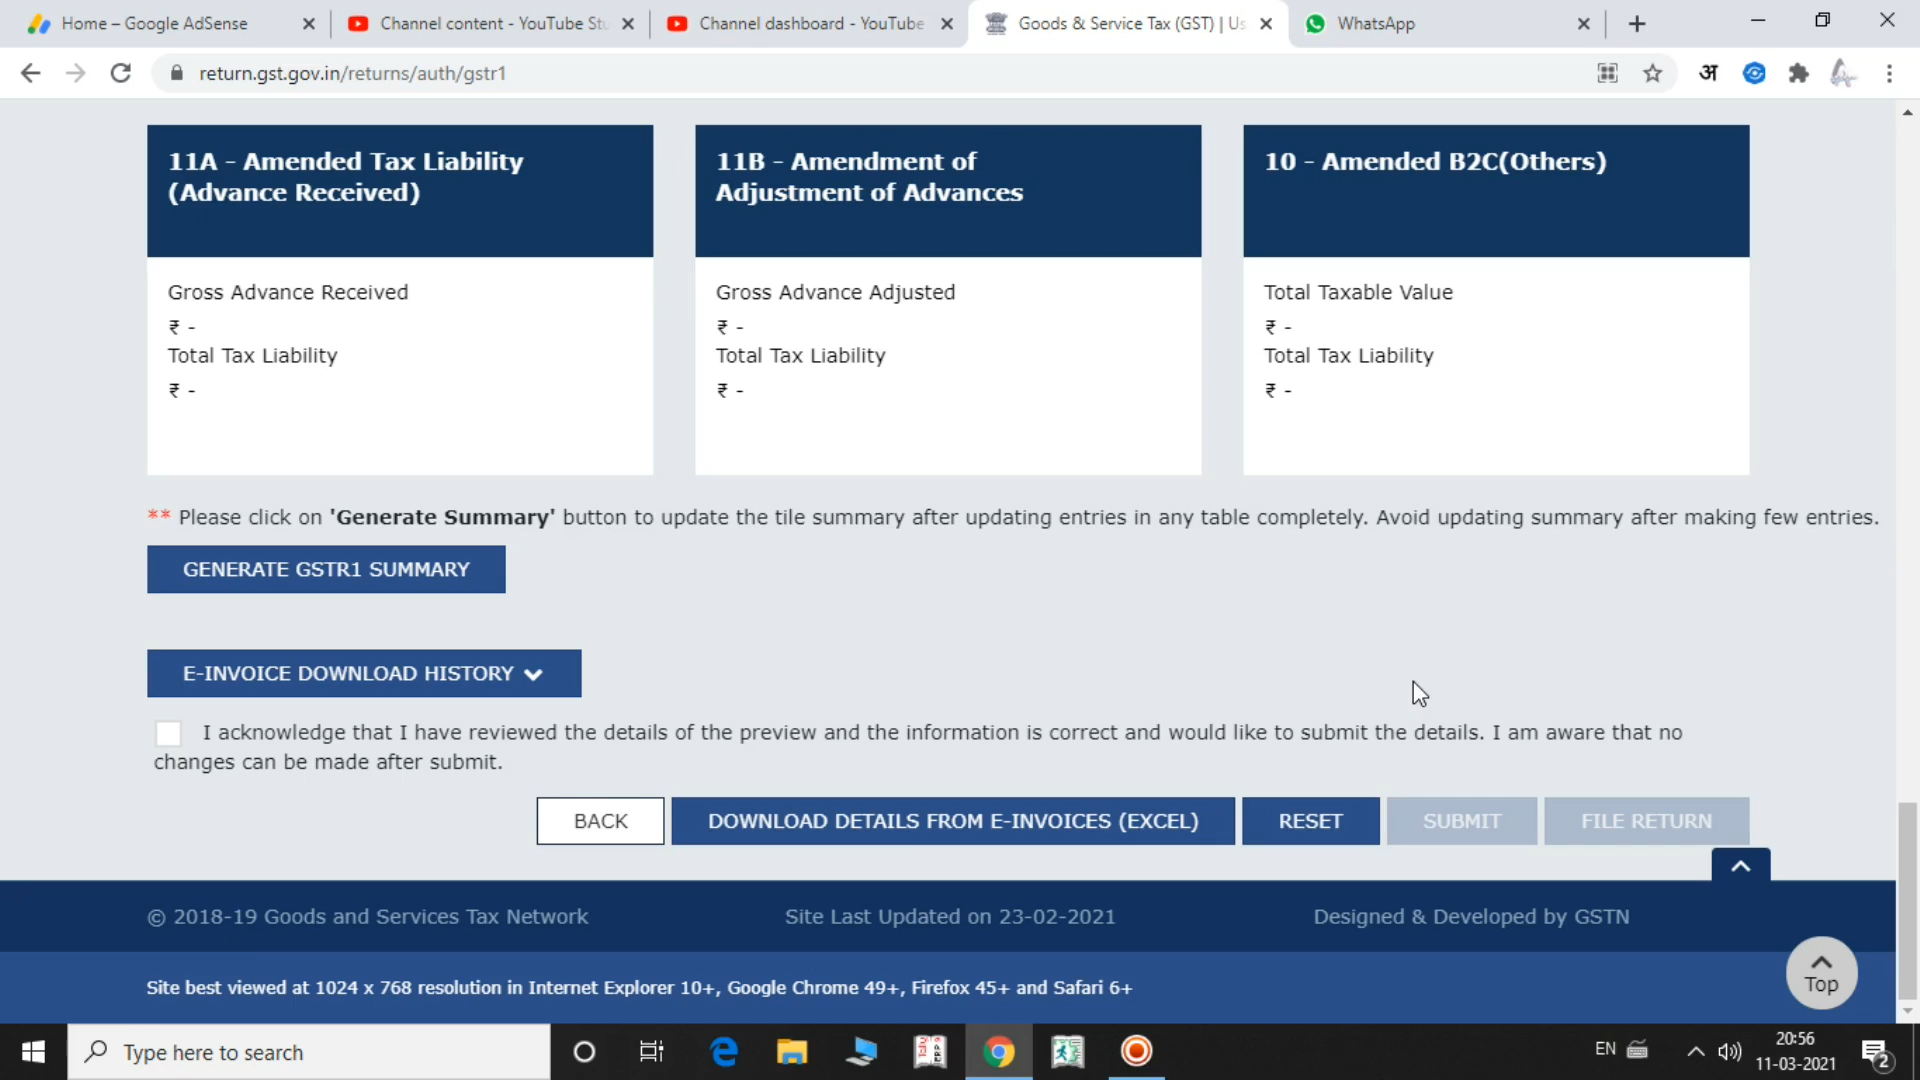 Home – Google AdSense
Channel content - YouTube Stu
Channel dashboard - YouTube
Goods & Service Tax (GST) | Us
WhatsApp
return.gst.gov.in/returns/auth/gstr1
अ
11A - Amended Tax Liability
(Advance Received)
11B - Amendment of
Adjustment of Advances
10 - Amended B2C(Others)
Gross Advance Received
₹ -
Total Tax Liability
₹ -
Gross Advance Adjusted
₹ -
Total Tax Liability
₹ -
Total Taxable Value
₹ -
Total Tax Liability
₹ -
** Please click on 'Generate Summary' button to update the tile summary after updating entries in any table completely. Avoid updating summary after making few entries.
GENERATE GSTR1 SUMMARY
E-INVOICE DOWNLOAD HISTORY
I acknowledge that I have reviewed the details of the preview and the information is correct and would like to submit the details. I am aware that no
changes can be made after submit.
BACK
DOWNLOAD DETAILS FROM E-INVOICES (EXCEL)
RESET
SUBMIT
FILE RETURN
© 2018-19 Goods and Services Tax Network
Site Last Updated on 23-02-2021
Designed & Developed by GSTN
Top
Site best viewed at 1024 x 768 resolution in Internet Explorer 10+, Google Chrome 49+, Firefox 45+ and Safari 6+
Type here to search
EN
20:56
11-03-2021
2